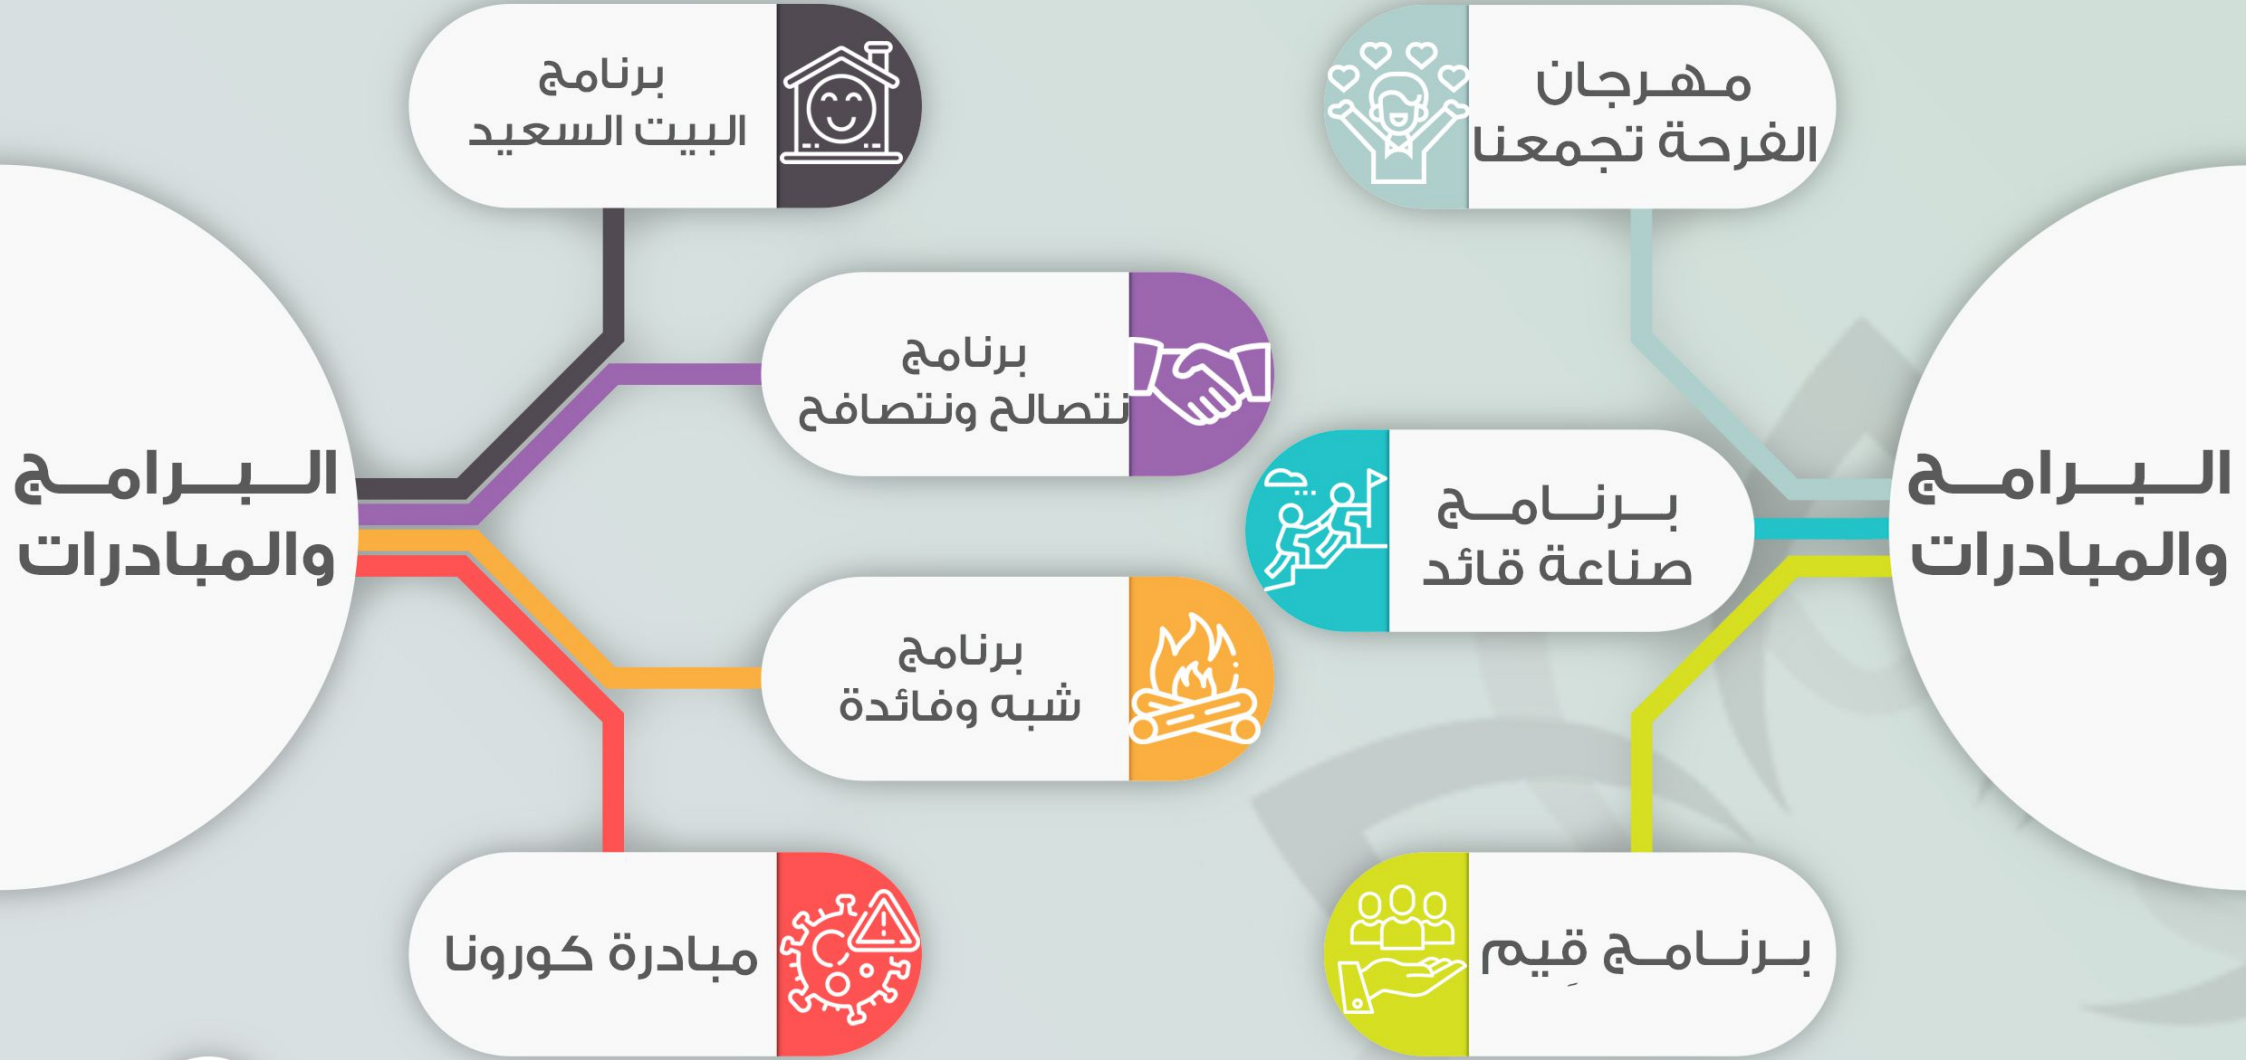 البرامج
والمبادرات
مهرجان
الفرحة تجمعنا
برنامج
صناعة قائد
برنامج قِيم
البرامج
والمبادرات
برنامج
البيت السعيد
برنامج
نتصالح ونتصافح
برنامج
شبه وفائدة
مبادرة كورونا